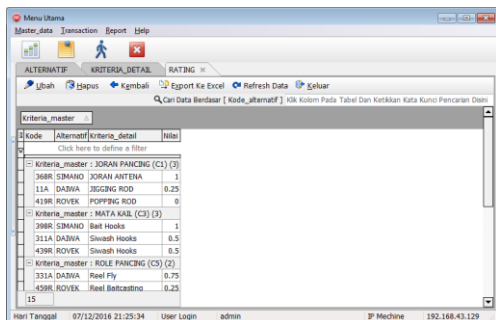 Menu Utama
Master_data Transaction Report Help
ALTERNATIF KRITERIA_DETAIL RATING
Ubah Hapus Kembali Export Ke Excel Refresh Data Keluar
Cari Data Berdasar [ Kode_alternatif ] Klik Kolom Pada Tabel Dan Ketikkan Kata Kunci Pencarian Disini
Kriteria_master
Kode Alternatif Kriteria_detail Nilai
Click here to define a filter
Kriteria_master : JORAN PANCING (C1) (3)
368R SIMANO JORAN ANTENA 1
11A DAIWA JIGGING ROD 0.25
419R ROVEK POPPING ROD 0
Kriteria_master : MATA KAIL (C3) (3)
398R SIMANO Bait Hooks 1
311A DAIWA Siwash Hooks 0.5
439R ROVEK Siwash Hooks 0.5
Kriteria_master : ROLE PANCING (C5) (2)
331A DAIWA Reel Fly 0.75
459R ROVEK Reel Baitcasting 0.25
15
Hari Tanggal 07/12/2016 21:25:34 User Login admin IP Mechine 192.168.43.129